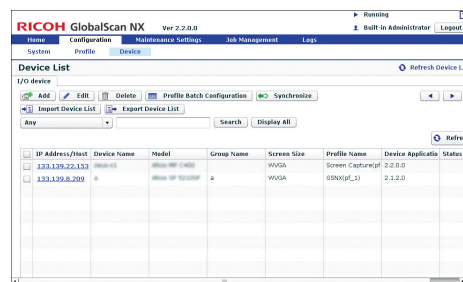 Running
RICOH GlobalScan NX Ver 2.2.0.0
Built-in Administrator Logout
Home Configuration Maintenance Settings Job Management Logs
System Profile Device
Device List
Refresh Device L
I/O device
Add Edit Delete Profile Batch Configuration Synchronize
Import Device List Export Device List
Any Search Display All
Refre
IP Address/Host Device Name Model Group Name Screen Size Profile Name Device Applicatio Status
133.139.22.153 WVGA Screen Capture(pf 2.2.0.0
133.139.8.209 a WVGA GSNX(pf_1) 2.1.2.0